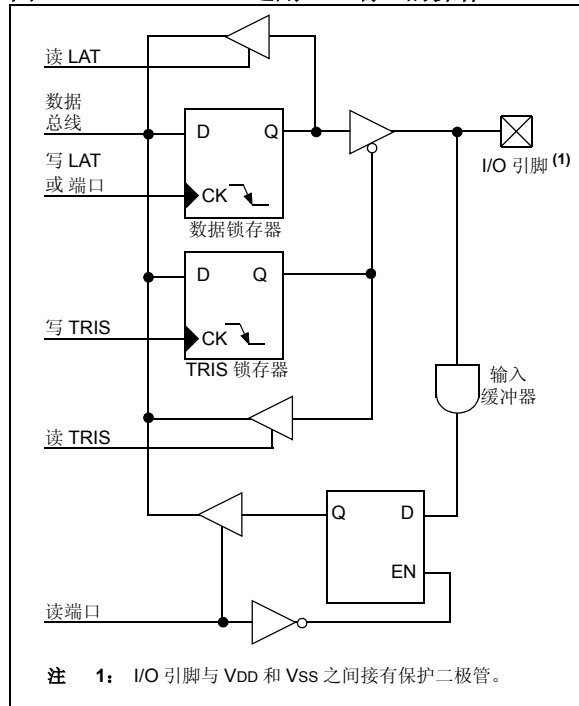 读 LAT
数据
总线
D Q
写 LAT
或 端口
CK
数据锁存器
I/O 引脚 (1)
D Q
写 TRIS
CK
TRIS 锁存器
输入
缓冲器
读 TRIS
Q D
EN
读端口
注 1: I/O 引脚与 VDD 和 VSS 之间接有保护二极管。